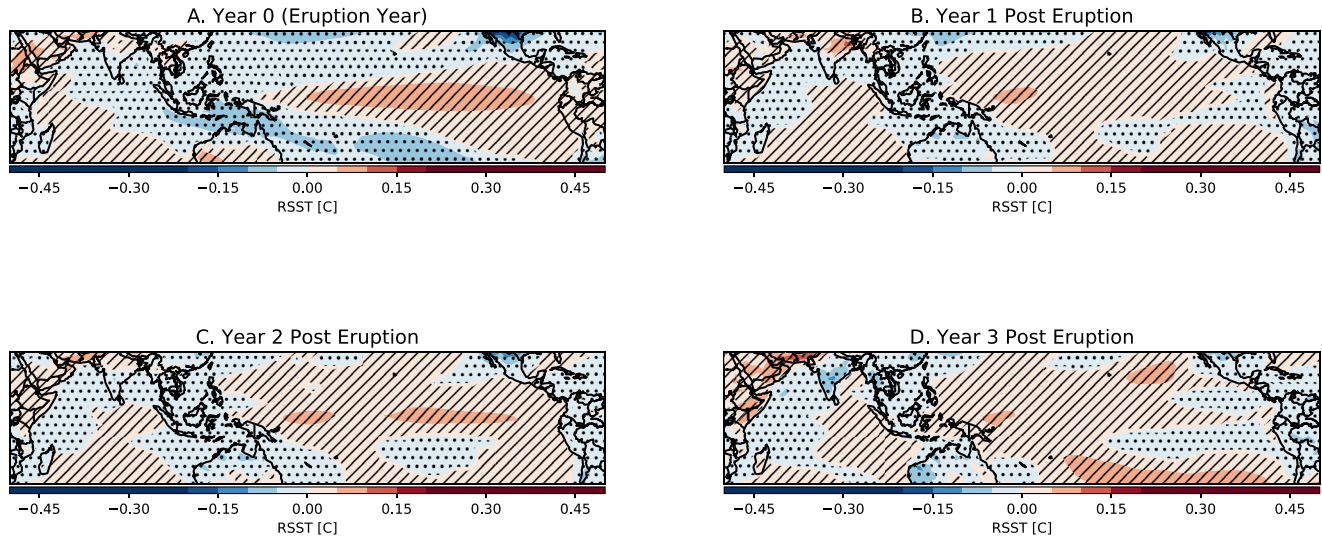 A. Year 0 (Eruption Year)
B. Year 1 Post Eruption
−0.45 −0.30 −0.15 0.00 0.15 0.30 0.45
RSST [C]
−0.45 −0.30 −0.15 0.00 0.15 0.30 0.45
RSST [C]
C. Year 2 Post Eruption
D. Year 3 Post Eruption
−0.45 −0.30 −0.15 0.00 0.15 0.30 0.45
RSST [C]
−0.45 −0.30 −0.15 0.00 0.15 0.30 0.45
RSST [C]